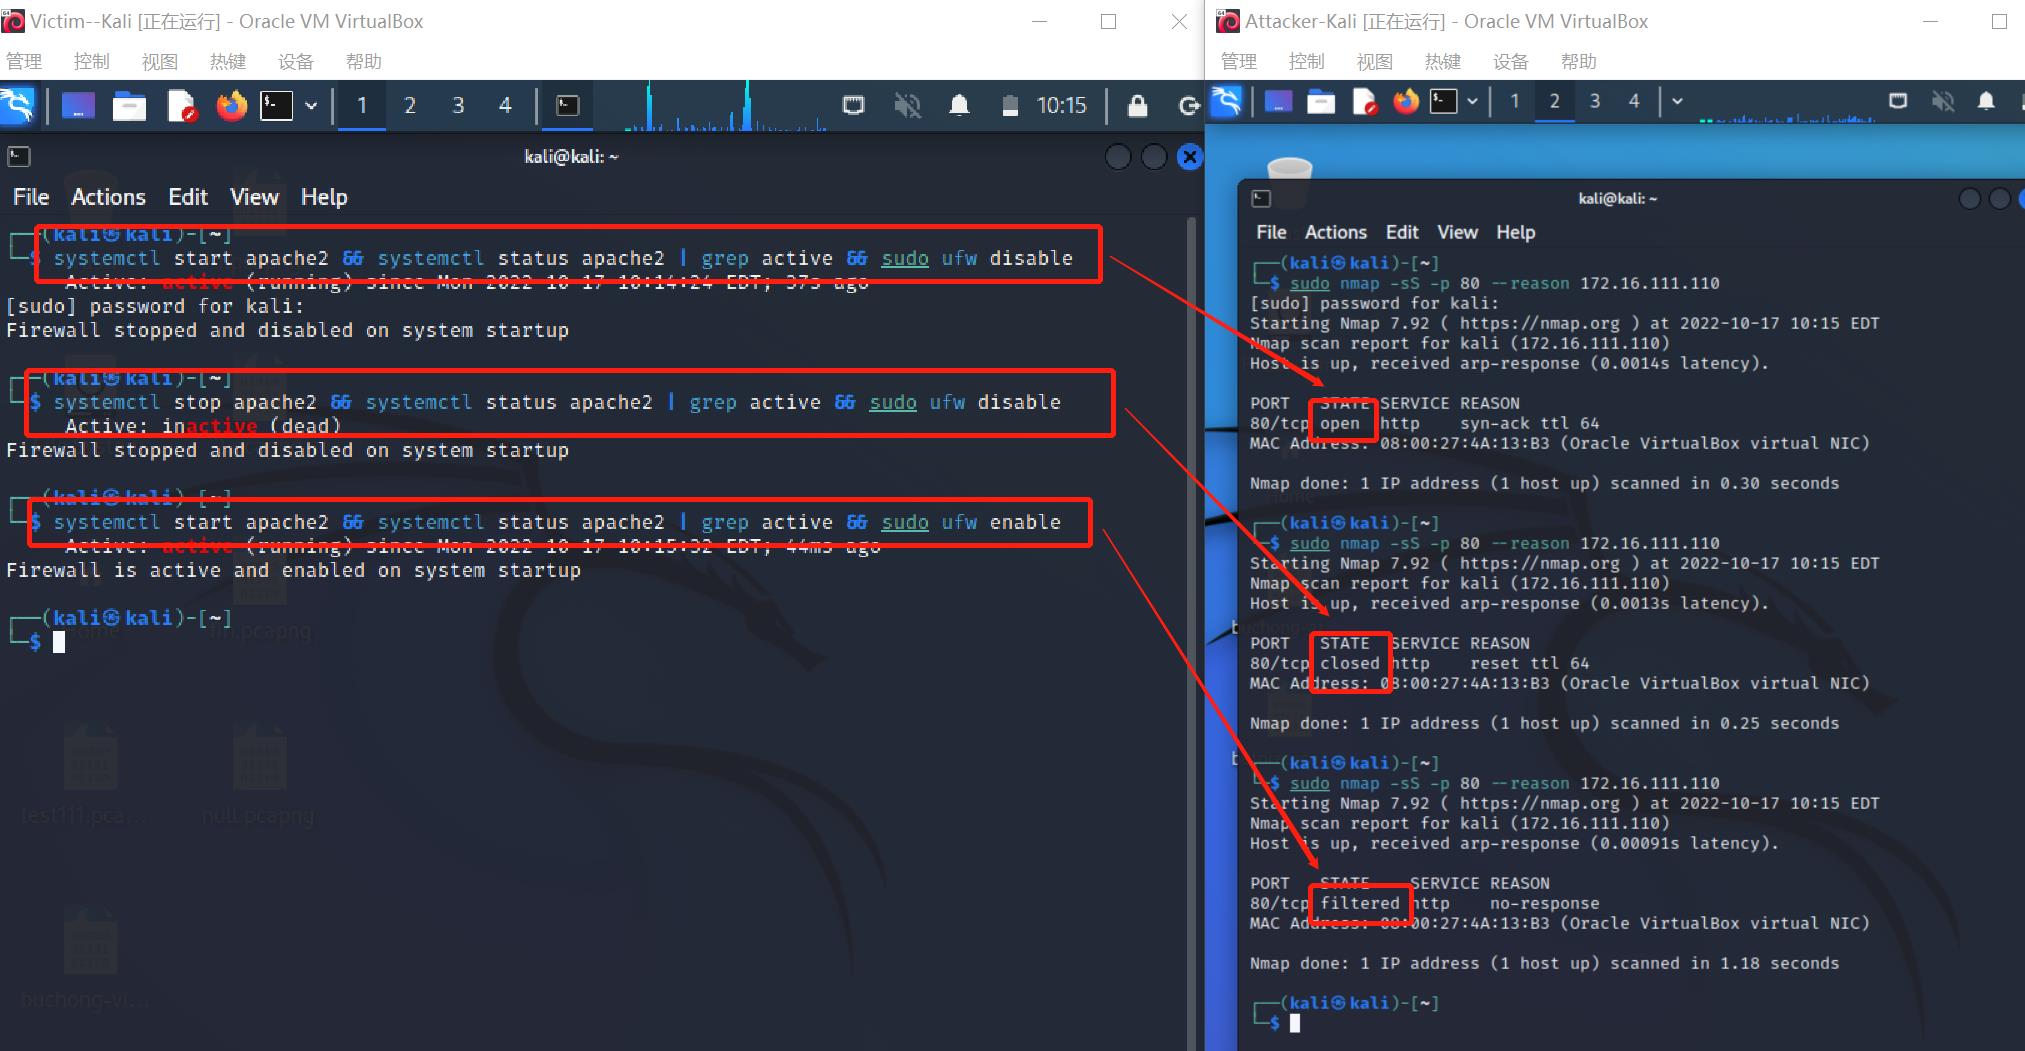 Victim--Kali [正在运行] - Oracle VM VirtualBox
管理 控制 视图 热键 设备 帮助
1 2 3 4 10:15
kali@kali: ~
File Actions Edit View Help
┌──(kali㉿kali)-[~]
└─$ systemctl start apache2 && systemctl status apache2 | grep active && sudo ufw disable
Active: active (running) since Mon 2022-10-17 10:14:24 EDT; 37s ago
[sudo] password for kali:
Firewall stopped and disabled on system startup
┌──(kali㉿kali)-[~]
└─$ systemctl stop apache2 && systemctl status apache2 | grep active && sudo ufw disable
Active: inactive (dead)
Firewall stopped and disabled on system startup
┌──(kali㉿kali)-[~]
└─$ systemctl start apache2 && systemctl status apache2 | grep active && sudo ufw enable
Active: active (running) since Mon 2022-10-17 10:15:32 EDT; 44ms ago
Firewall is active and enabled on system startup
┌──(kali㉿kali)-[~]
└─$
Home fin.pcapng
test111.pca... null.pcapng
buchong-vi...
Attacker-Kali [正在运行] - Oracle VM VirtualBox
管理 控制 视图 热键 设备 帮助
1 2 3 4
kali@kali: ~
File Actions Edit View Help
┌──(kali㉿kali)-[~]
└─$ sudo nmap -sS -p 80 --reason 172.16.111.110
[sudo] password for kali:
Starting Nmap 7.92 ( https://nmap.org ) at 2022-10-17 10:15 EDT
Nmap scan report for kali (172.16.111.110)
Host is up, received arp-response (0.0014s latency).
PORT STATE SERVICE REASON
80/tcp open http syn-ack ttl 64
MAC Address: 08:00:27:4A:13:B3 (Oracle VirtualBox virtual NIC)
Nmap done: 1 IP address (1 host up) scanned in 0.30 seconds
┌──(kali㉿kali)-[~]
└─$ sudo nmap -sS -p 80 --reason 172.16.111.110
Starting Nmap 7.92 ( https://nmap.org ) at 2022-10-17 10:15 EDT
Nmap scan report for kali (172.16.111.110)
Host is up, received arp-response (0.0013s latency).
PORT STATE SERVICE REASON
80/tcp closed http reset ttl 64
MAC Address: 08:00:27:4A:13:B3 (Oracle VirtualBox virtual NIC)
Nmap done: 1 IP address (1 host up) scanned in 0.25 seconds
┌──(kali㉿kali)-[~]
└─$ sudo nmap -sS -p 80 --reason 172.16.111.110
Starting Nmap 7.92 ( https://nmap.org ) at 2022-10-17 10:15 EDT
Nmap scan report for kali (172.16.111.110)
Host is up, received arp-response (0.00091s latency).
PORT STATE SERVICE REASON
80/tcp filtered http no-response
MAC Address: 08:00:27:4A:13:B3 (Oracle VirtualBox virtual NIC)
Nmap done: 1 IP address (1 host up) scanned in 1.18 seconds
┌──(kali㉿kali)-[~]
└─$